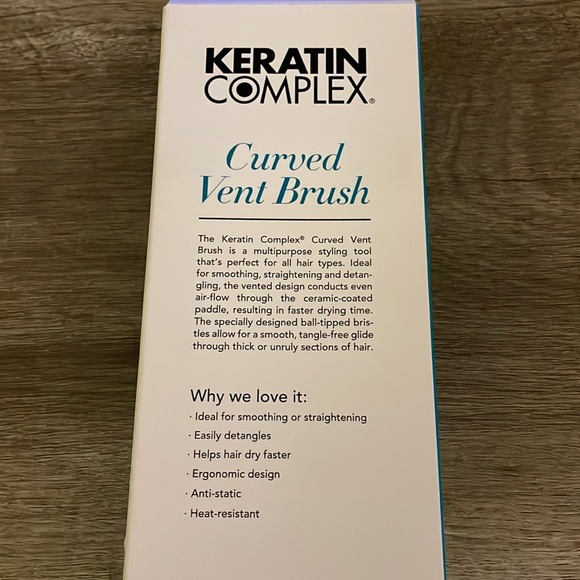 KERATIN
COMPLEX®
Curved
Vent Brush
The Keratin Complex® Curved Vent
Brush is a multipurpose styling tool
that's perfect for all hair types. Ideal
for smoothing, straightening and detan-
gling, the vented design conducts even
air-flow through the ceramic-coated
paddle, resulting in faster drying time.
The specially designed ball-tipped bris-
tles allow for a smooth, tangle-free glide
through thick or unruly sections of hair.
Why we love it:
· Ideal for smoothing or straightening
· Easily detangles
· Helps hair dry faster
· Ergonomic design
· Anti-static
· Heat-resistant